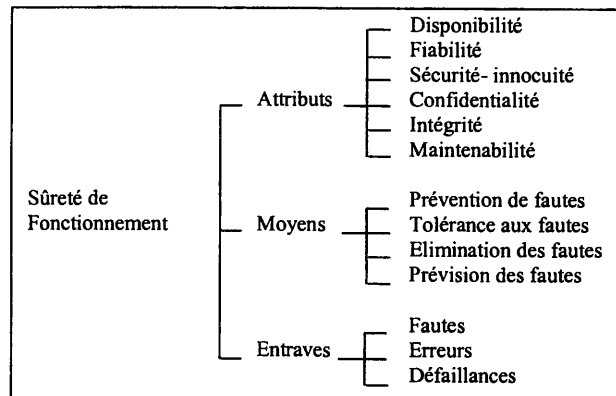 Disponibilité
Fiabilité
Sécurité- innocuité
Attributs
Confidentialité
Intégrité
Maintenabilité
Sûreté de
Fonctionnement
Prévention de fautes
Moyens
Tolérance aux fautes
Elimination des fautes
Prévision des fautes
Fautes
Entraves
Erreurs
Défaillances